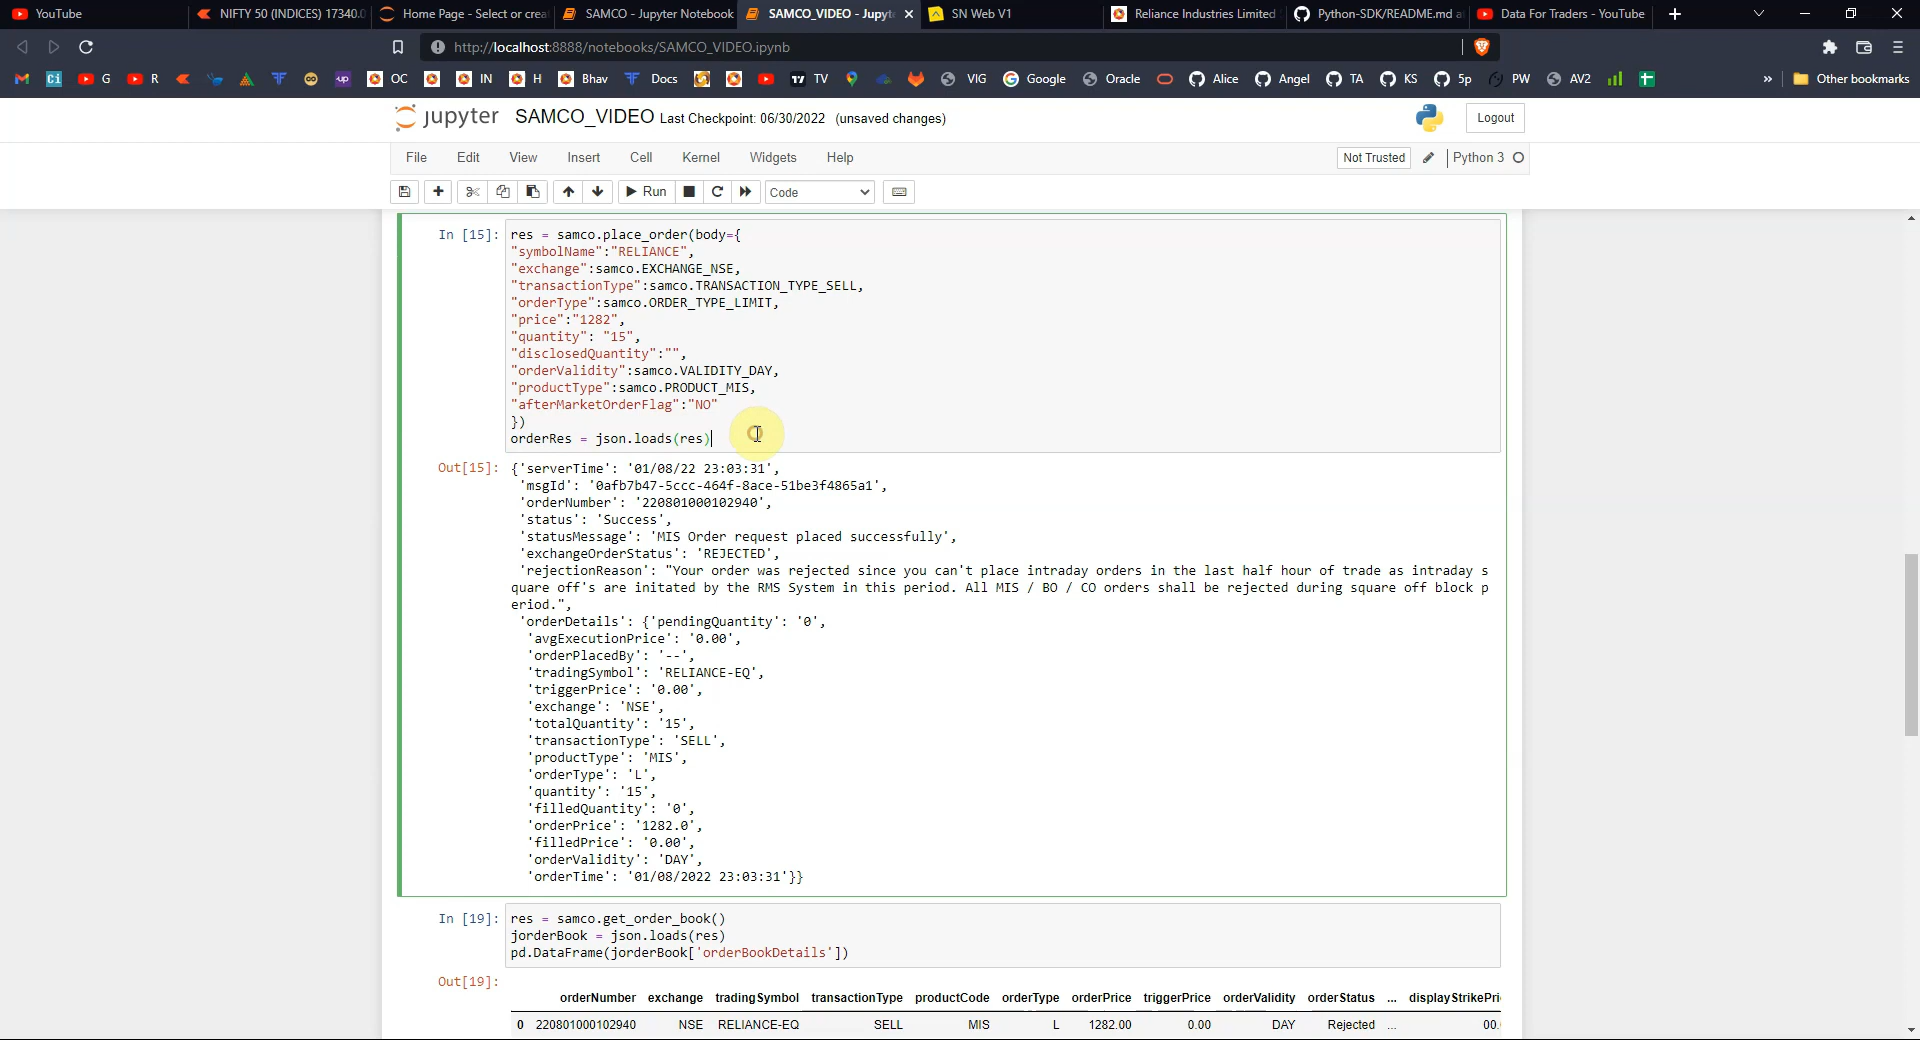 YouTube
NIFTY 50 (INDICES) 17340.0
Home Page - Select or crea
SAMCO - Jupyter Notebook
SAMCO_VIDEO - Jupyte
SN Web V1
Reliance Industries Limited
Python-SDK/README.md a
Data For Traders - YouTube
http://localhost:8888/notebooks/SAMCO_VIDEO.ipynb
Ci
G
R
up
OC
IN
H
Bhav
Docs
TV
VIG
Google
Oracle
Alice
Angel
TA
KS
5p
PW
AV2
»
Other bookmarks
jupyter SAMCO_VIDEO Last Checkpoint: 06/30/2022 (unsaved changes)
Logout
File Edit View Insert Cell Kernel Widgets Help
Not Trusted
Python 3
Run
Code
In [15]:
res = samco.place_order(body={
"symbolName":"RELIANCE",
"exchange":samco.EXCHANGE_NSE,
"transactionType":samco.TRANSACTION_TYPE_SELL,
"orderType":samco.ORDER_TYPE_LIMIT,
"price":"1282",
"quantity": "15",
"disclosedQuantity":"",
"orderValidity":samco.VALIDITY_DAY,
"productType":samco.PRODUCT_MIS,
"afterMarketOrderFlag":"NO"
})
orderRes = json.loads(res)
Out[15]:
{'serverTime': '01/08/22 23:03:31',
'msgId': '0afb7b47-5ccc-464f-8ace-51be3f4865a1',
'orderNumber': '220801000102940',
'status': 'Success',
'statusMessage': 'MIS Order request placed successfully',
'exchangeOrderStatus': 'REJECTED',
'rejectionReason': "Your order was rejected since you can't place intraday orders in the last half hour of trade as intraday s
quare off's are initated by the RMS System in this period. All MIS / BO / CO orders shall be rejected during square off block p
eriod.",
'orderDetails': {'pendingQuantity': '0',
'avgExecutionPrice': '0.00',
'orderPlacedBy': '--',
'tradingSymbol': 'RELIANCE-EQ',
'triggerPrice': '0.00',
'exchange': 'NSE',
'totalQuantity': '15',
'transactionType': 'SELL',
'productType': 'MIS',
'orderType': 'L',
'quantity': '15',
'filledQuantity': '0',
'orderPrice': '1282.0',
'filledPrice': '0.00',
'orderValidity': 'DAY',
'orderTime': '01/08/2022 23:03:31'}}
In [19]:
res = samco.get_order_book()
jorderBook = json.loads(res)
pd.DataFrame(jorderBook['orderBookDetails'])
Out[19]:
orderNumber exchange tradingSymbol transactionType productCode orderType orderPrice triggerPrice orderValidity orderStatus ... displayStrikePri
0 220801000102940 NSE RELIANCE-EQ SELL MIS L 1282.00 0.00 DAY Rejected ... 00.